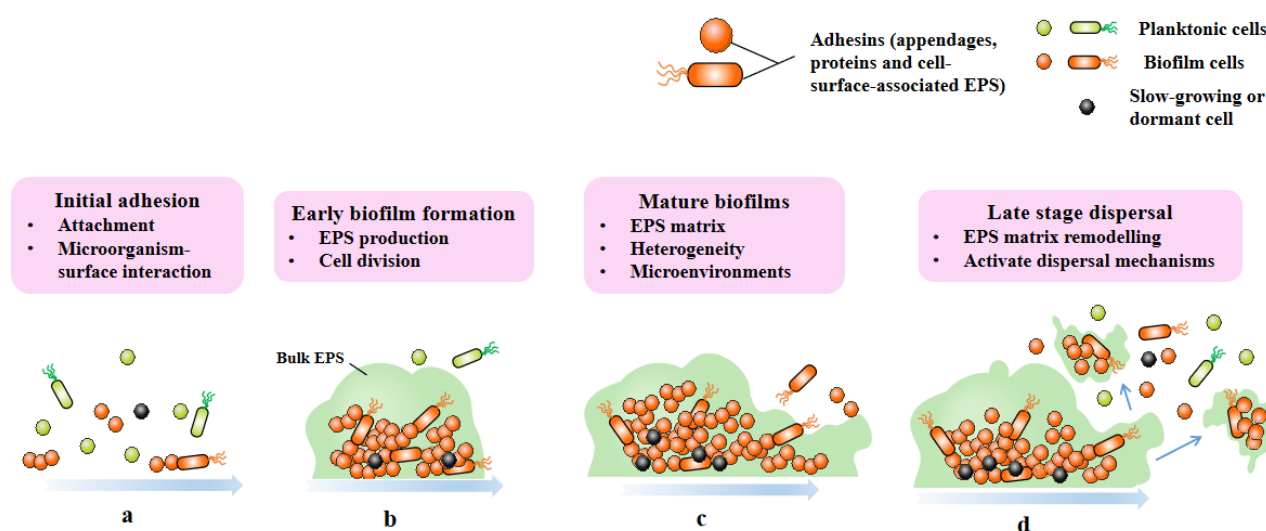 Adhesins (appendages,
proteins and cell-
surface-associated EPS)
Planktonic cells
Biofilm cells
Slow-growing or
dormant cell
Initial adhesion
• Attachment
• Microorganism-
surface interaction
Early biofilm formation
• EPS production
• Cell division
Mature biofilms
• EPS matrix
• Heterogeneity
• Microenvironments
Late stage dispersal
• EPS matrix remodelling
• Activate dispersal mechanisms
Bulk EPS
a
b
c
d